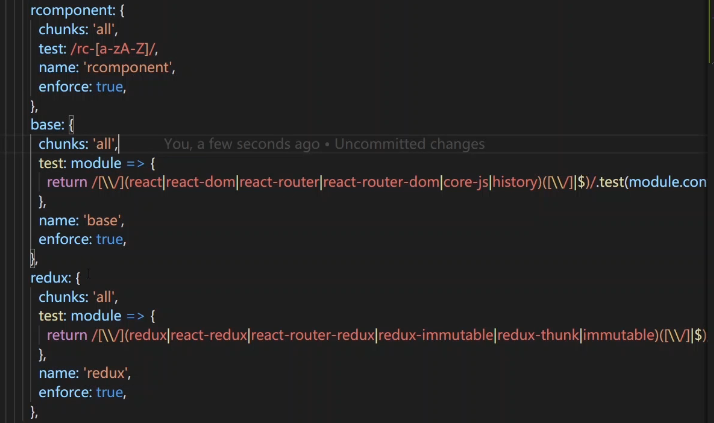 rcomponent: {
chunks: 'all',
test: /rc-[a-zA-Z]/,
name: 'rcomponent',
enforce: true,
},
base: {
chunks: 'all', You, a few seconds ago • Uncommitted changes
test: module => {
return /[\\/](react|react-dom|react-router|react-router-dom|core-js|history)([\\/]|$)/.test(module.con
},
name: 'base',
enforce: true,
},
redux: {
chunks: 'all',
test: module => {
return /[\\/](redux|react-redux|react-router-redux|redux-immutable|redux-thunk|immutable)([\\/]|$)
},
name: 'redux',
enforce: true,
},